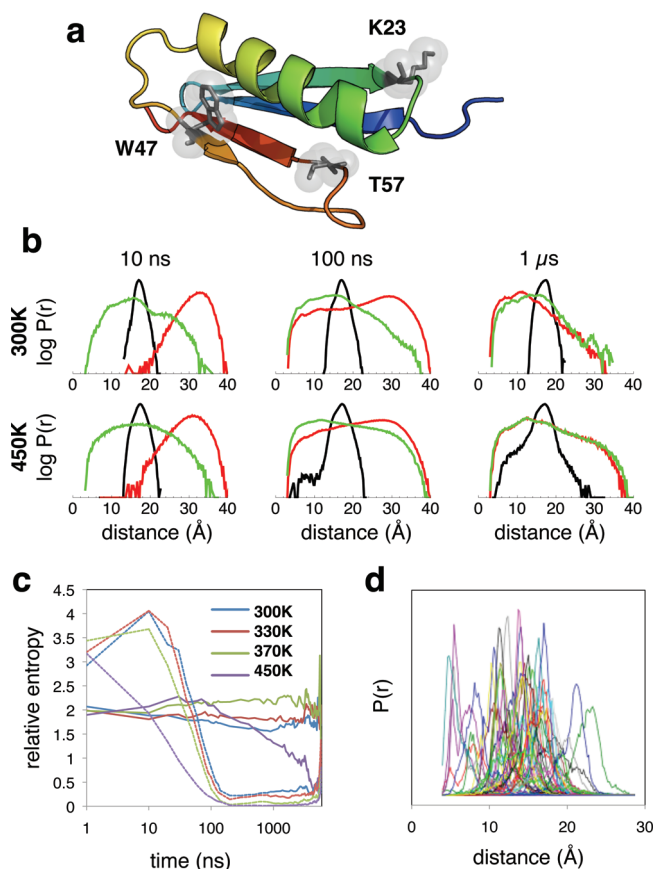 a
K23
W47
T57
b
10 ns
100 ns
1 µs
300K
log P(r)
0 10 20 30 40
0 10 20 30 40
0 10 20 30 40
450K
log P(r)
0 10 20 30 40
0 10 20 30 40
0 10 20 30 40
distance (Å)
distance (Å)
distance (Å)
c
4.5
4
3.5
3
2.5
2
1.5
1
0.5
0
relative entropy
300K
330K
370K
450K
1 10 100 1000
time (ns)
d
P(r)
0 10 20 30
distance (Å)